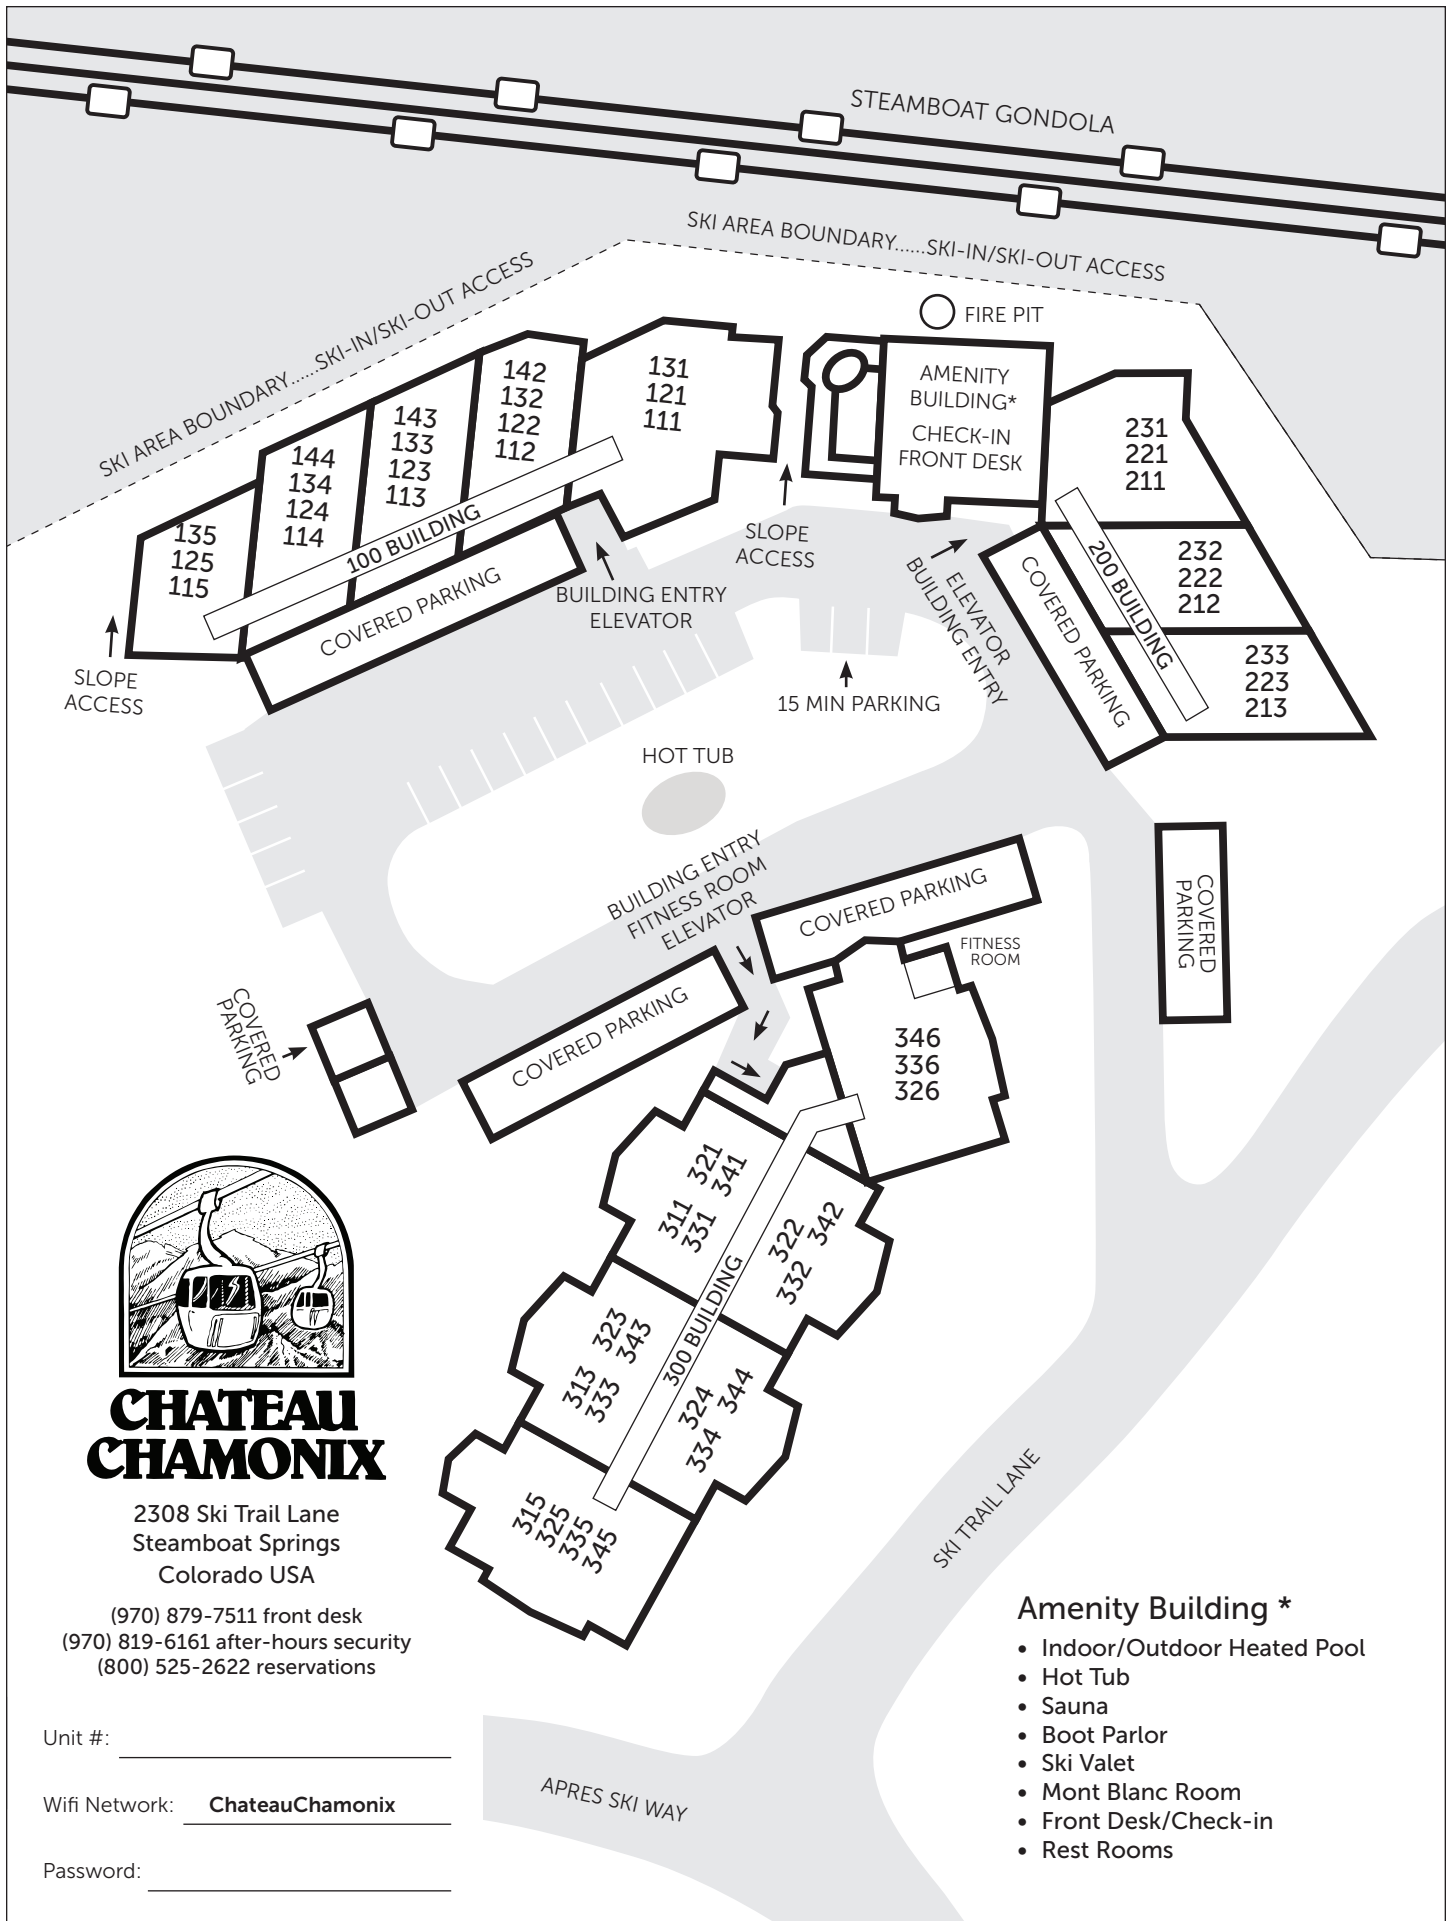 STEAMBOAT GONDOLA
SKI AREA BOUNDARY......SKI-IN/SKI-OUT ACCESS
SKI AREA BOUNDARY......SKI-IN/SKI-OUT ACCESS
FIRE PIT
135
125
115
144
134
124
114
143
133
123
113
142
132
122
112
131
121
111
100 BUILDING
COVERED PARKING
AMENITY
BUILDING*
CHECK-IN
FRONT DESK
231
221
211
232
222
212
233
223
213
200 BUILDING
COVERED PARKING
SLOPE
ACCESS
BUILDING ENTRY
ELEVATOR
SLOPE
ACCESS
ELEVATOR
BUILDING ENTRY
15 MIN PARKING
HOT TUB
BUILDING ENTRY
FITNESS ROOM
ELEVATOR
COVERED PARKING
COVERED
PARKING
FITNESS
ROOM
COVERED PARKING
COVERED
PARKING
346
336
326
321
341
311
331
322
342
332
323
343
313
333
324
344
334
315
325
335
345
300 BUILDING
SKI TRAIL LANE
APRES SKI WAY
CHATEAU
CHAMONIX
2308 Ski Trail Lane
Steamboat Springs
Colorado USA
(970) 879-7511 front desk
(970) 819-6161 after-hours security
(800) 525-2622 reservations
Unit #:
Wifi Network: ChateauChamonix
Password:
Amenity Building *
• Indoor/Outdoor Heated Pool
• Hot Tub
• Sauna
• Boot Parlor
• Ski Valet
• Mont Blanc Room
• Front Desk/Check-in
• Rest Rooms